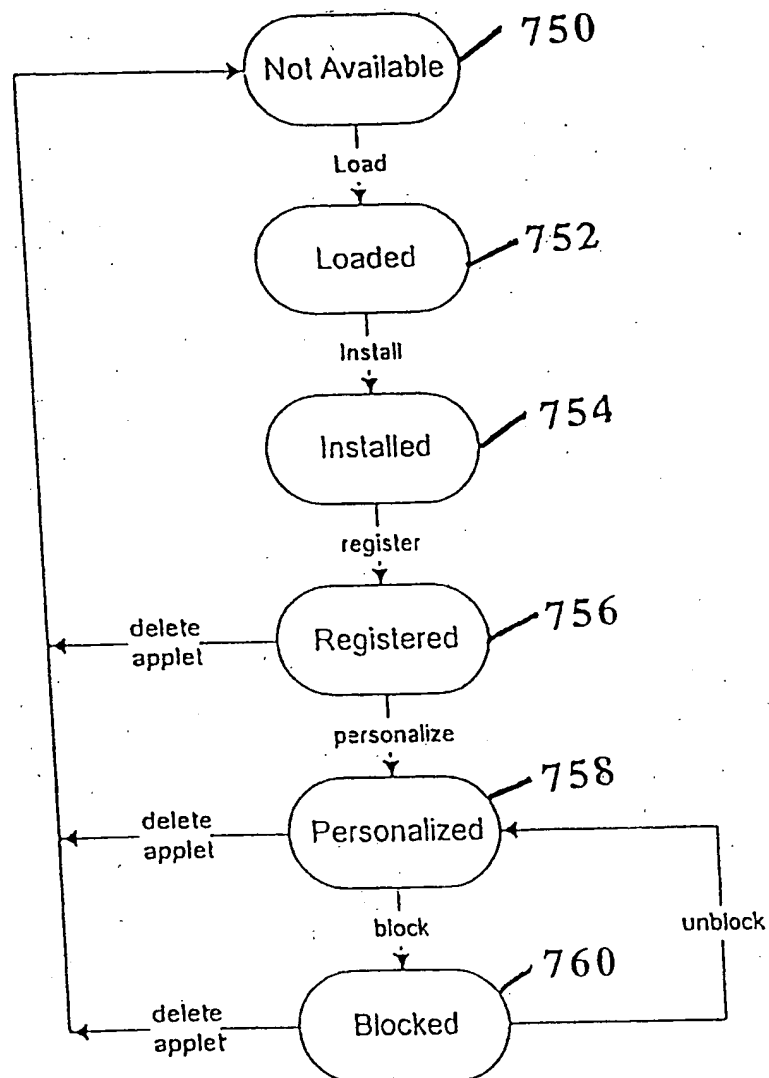 750
Not Available
Load
752
Loaded
Install
754
Installed
register
756
Registered
delete
applet
personalize
758
Personalized
delete
applet
block
unblock
760
Blocked
delete
applet